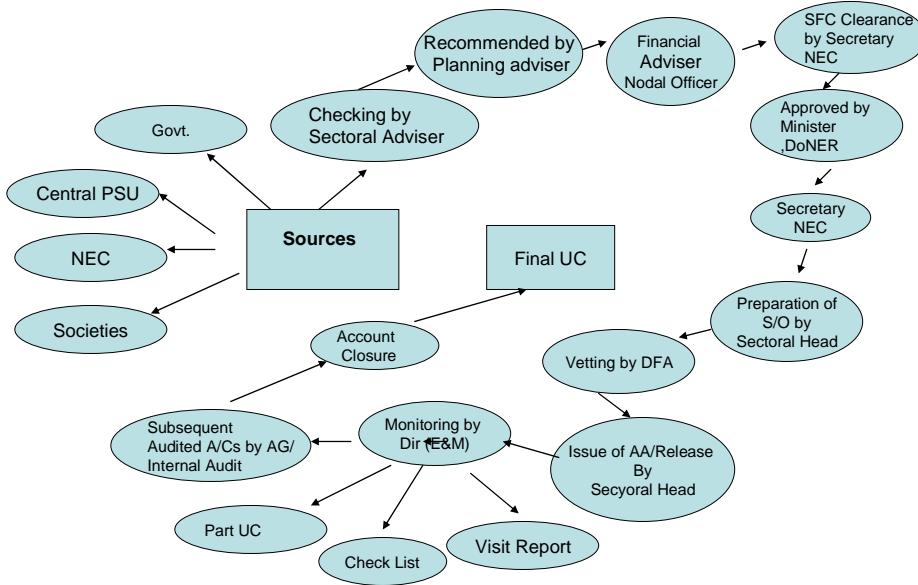 SFC Clearance
by Secretary
NEC
Recommended by
Planning adviser
Financial
Adviser
Nodal Officer
Checking by
Sectoral Adviser
Approved by
Minister
,DoNER
Govt.
Central PSU
Secretary
NEC
Sources
NEC
Final UC
Societies
Preparation of
S/O by
Sectoral Head
Account
Closure
Vetting by DFA
Subsequent
Audited A/Cs by AG/
Internal Audit
Monitoring by
Dir (E&M)
Issue of AA/Release
By
Secyoral Head
Part UC
Check List
Visit Report